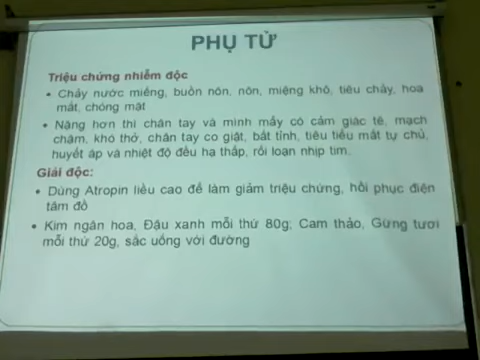 PHỤ TỬ
Triệu chứng nhiễm độc
• Chảy nước miếng, buồn nôn, nôn, miệng khô, tiêu chảy, hoa
mắt, chóng mặt
• Nặng hơn thì chân tay và mình mẩy có cảm giác tê, mạch
chậm, khó thở, chân tay co giật, bất tỉnh, tiêu tiểu mất tự chủ,
huyết áp và nhiệt độ đều hạ thấp, rối loạn nhịp tim.
Giải độc:
• Dùng Atropin liều cao để làm giảm triệu chứng, hồi phục điện
tâm đồ
• Kim ngân hoa, Đậu xanh mỗi thứ 80g; Cam thảo, Gừng tươi
mỗi thứ 20g, sắc uống với đường